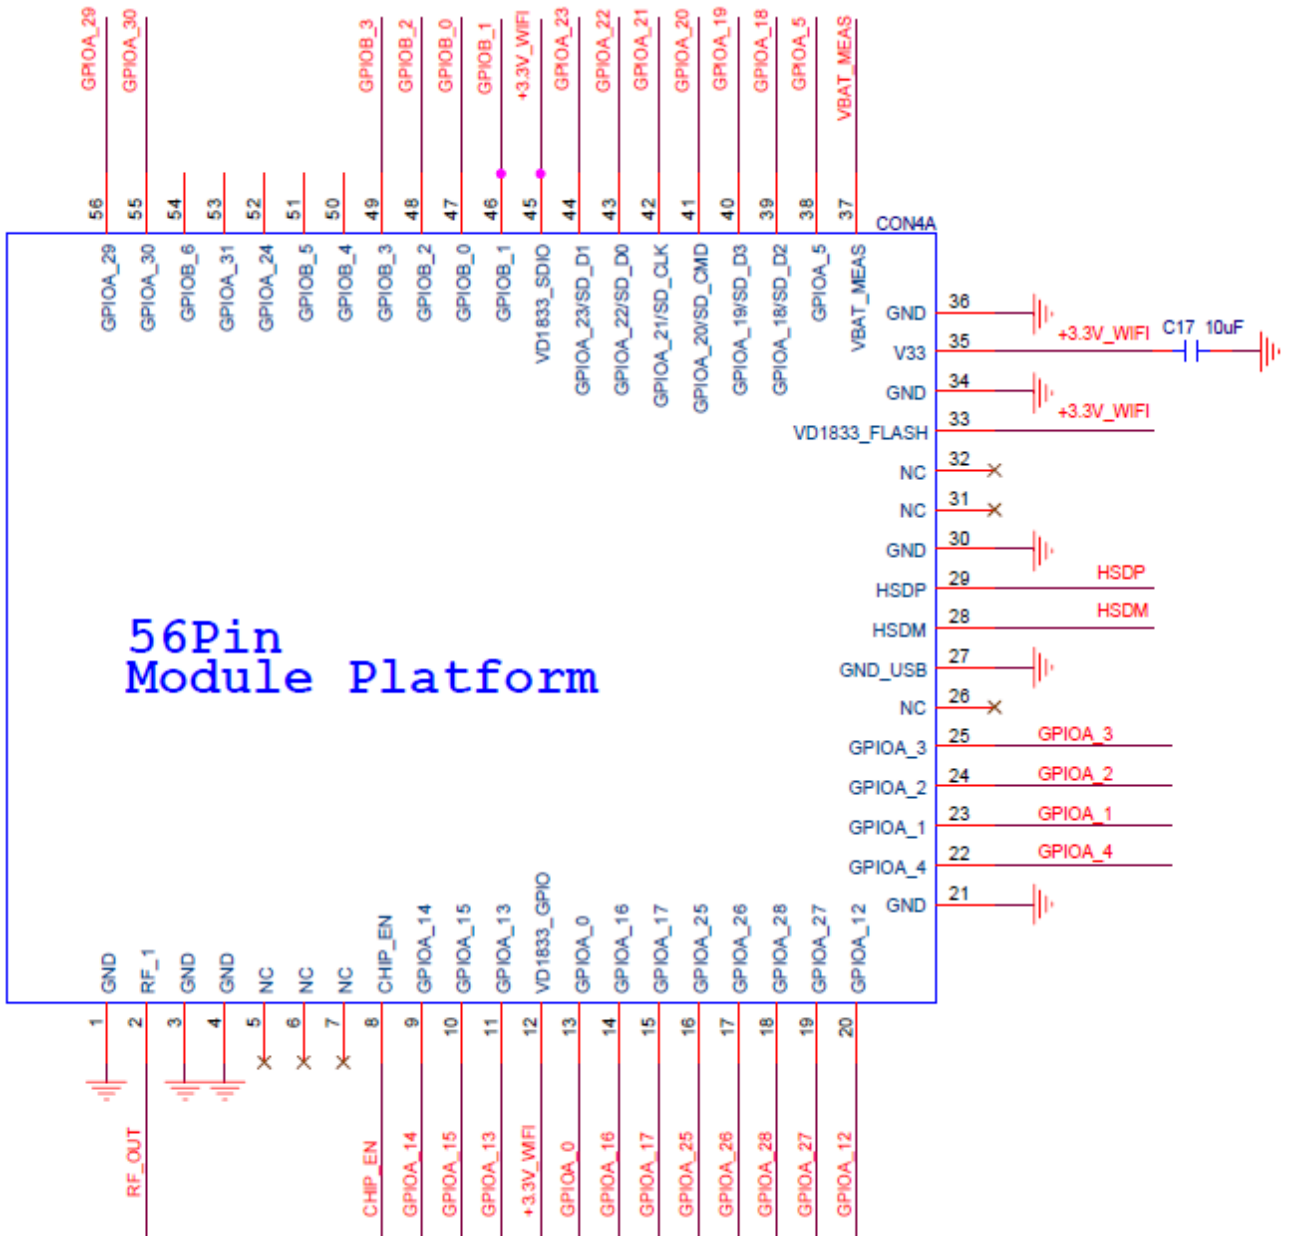 GPIOA_29
GPIOA_30
GPIOB_3
GPIOB_2
GPIOB_0
GPIOB_1
+3.3V_WIFI
GPIOA_23
GPIOA_22
GPIOA_21
GPIOA_20
GPIOA_19
GPIOA_18
GPIOA_5
VBAT_MEAS
56
55
54
53
52
51
50
49
48
47
46
45
44
43
42
41
40
39
38
37
CON4A
GPIOA_29
GPIOA_30
GPIOB_6
GPIOA_31
GPIOA_24
GPIOB_5
GPIOB_4
GPIOB_3
GPIOB_2
GPIOB_0
GPIOB_1
VD1833_SDIO
GPIOA_23/SD_D1
GPIOA_22/SD_D0
GPIOA_21/SD_CLK
GPIOA_20/SD_CMD
GPIOA_19/SD_D3
GPIOA_18/SD_D2
GPIOA_5
VBAT_MEAS
GND 36
V33 35 +3.3V_WIFI C17 10uF
GND 34
VD1833_FLASH 33 +3.3V_WIFI
NC 32
NC 31
GND 30
HSDP 29 HSDP
HSDM 28 HSDM
GND_USB 27
NC 26
GPIOA_3 25 GPIOA_3
GPIOA_2 24 GPIOA_2
GPIOA_1 23 GPIOA_1
GPIOA_4 22 GPIOA_4
GND 21
56Pin
Module Platform
GND
RF_1
GND
GND
NC
NC
NC
CHIP_EN
GPIOA_14
GPIOA_15
GPIOA_13
VD1833_GPIO
GPIOA_0
GPIOA_16
GPIOA_17
GPIOA_25
GPIOA_26
GPIOA_28
GPIOA_27
GPIOA_12
1
2
3
4
5
6
7
8
9
10
11
12
13
14
15
16
17
18
19
20
RF_OUT
CHIP_EN
GPIOA_14
GPIOA_15
GPIOA_13
+3.3V_WIFI
GPIOA_0
GPIOA_16
GPIOA_17
GPIOA_25
GPIOA_26
GPIOA_28
GPIOA_27
GPIOA_12